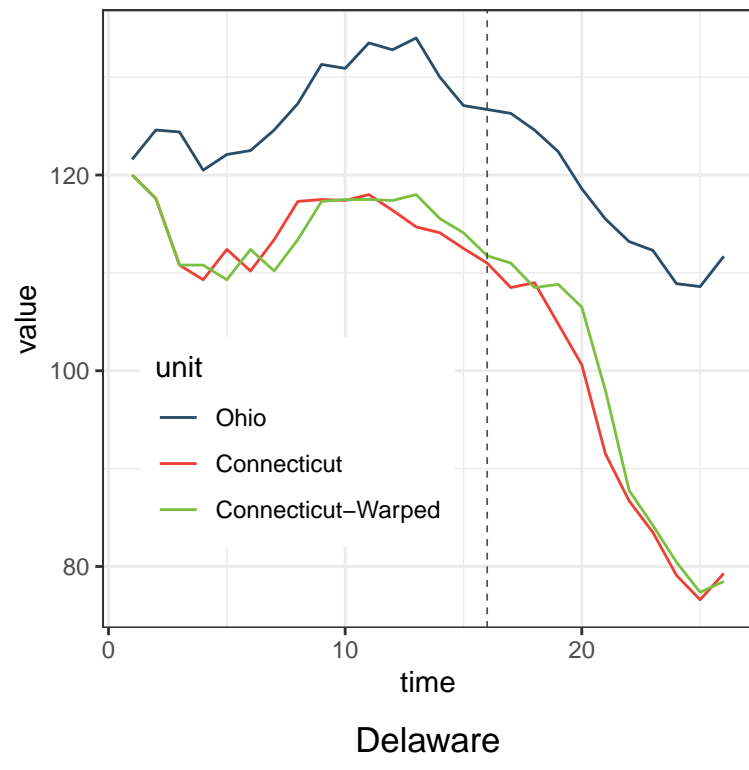 120
100
80
value
unit
Ohio
Connecticut
Connecticut-Warped
0 10 20
time
Delaware